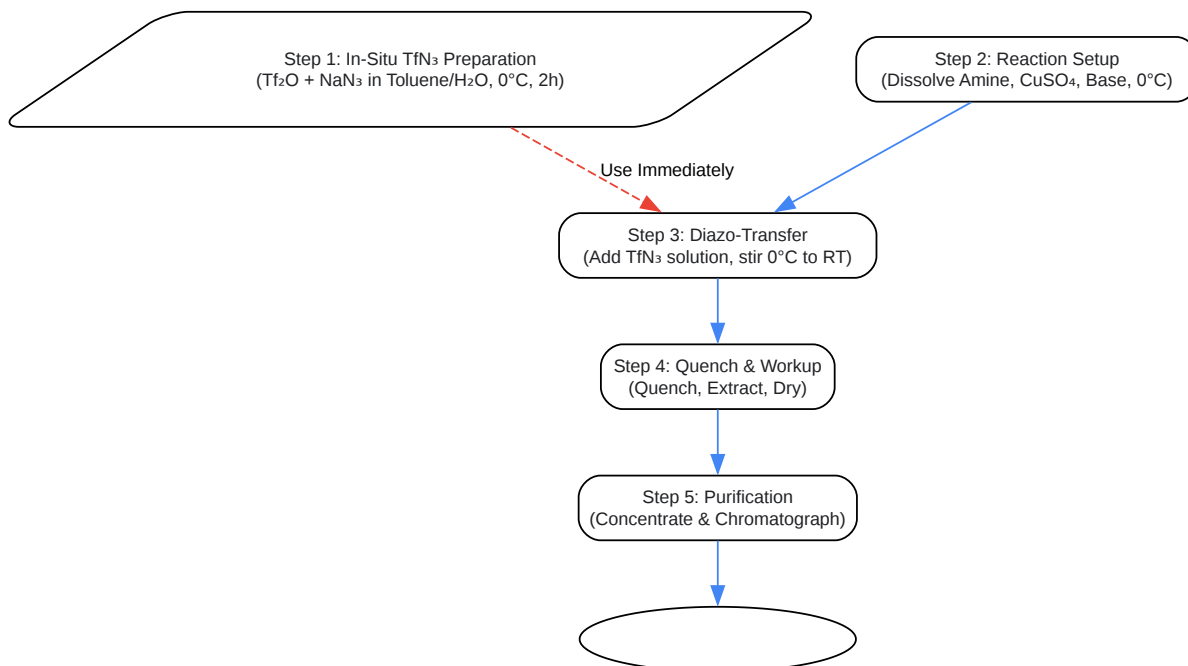 Step 1: In-Situ TfN₃ Preparation
(Tf₂O + NaN₃ in Toluene/H₂O, 0°C, 2h)
Step 2: Reaction Setup
(Dissolve Amine, CuSO₄, Base, 0°C)
Use Immediately
Step 3: Diazo-Transfer
(Add TfN₃ solution, stir 0°C to RT)
Step 4: Quench & Workup
(Quench, Extract, Dry)
Step 5: Purification
(Concentrate & Chromatograph)